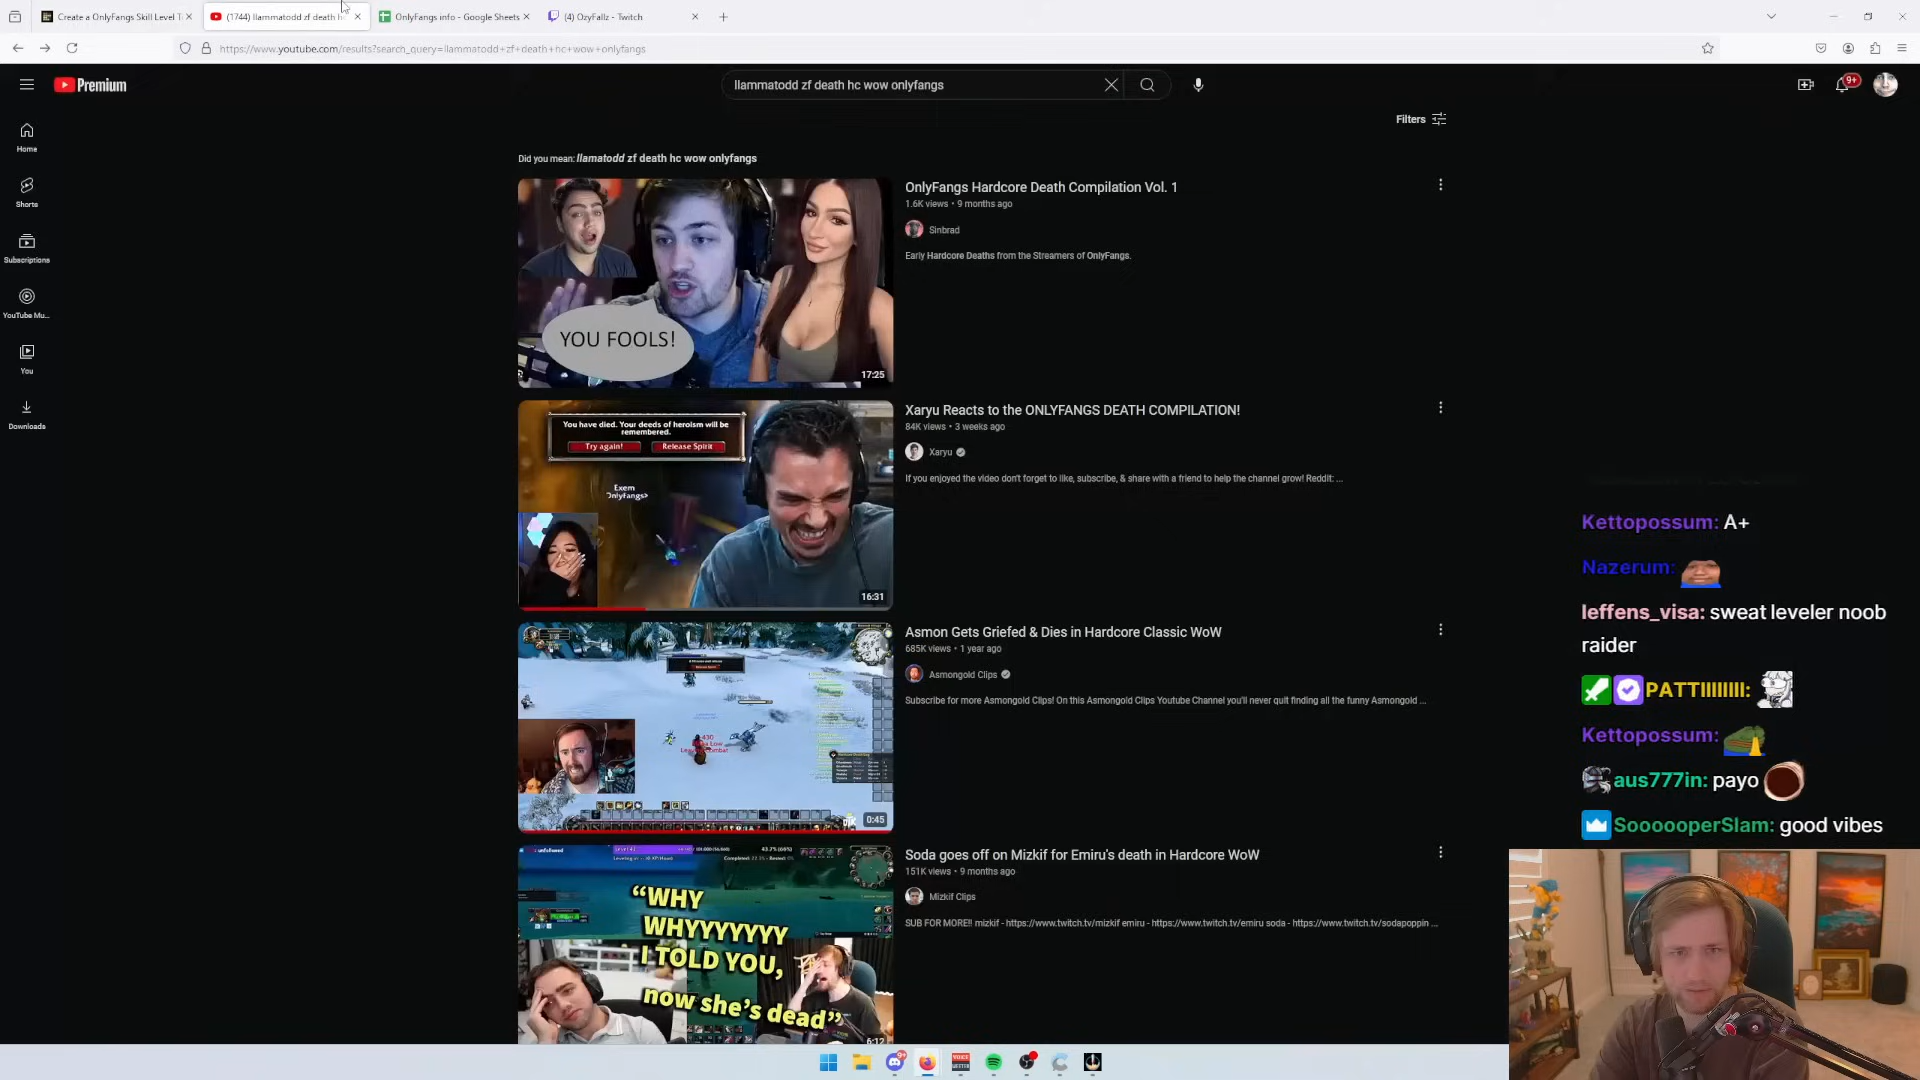 Create a OnlyFangs Skill Level T
(1744) llammatodd zf death hc
OnlyFangs info - Google Sheets
(4) OzyFallz - Twitch
https://www.youtube.com/results?search_query=llammatodd+zf+death+hc+wow+onlyfangs
Premium
llammatodd zf death hc wow onlyfangs
9+
Filters
Home
Shorts
Subscriptions
YouTube Mu...
You
Downloads
Did you mean: llamatodd zf death hc wow onlyfangs
YOU FOOLS!
17:25
OnlyFangs Hardcore Death Compilation Vol. 1
1.6K views • 9 months ago
Sinbrad
Early Hardcore Deaths from the Streamers of OnlyFangs.
You have died. Your deeds of heroism will be
remembered.
Try again!
Release Spirit
Exem
OnlyFangs>
16:31
Xaryu Reacts to the ONLYFANGS DEATH COMPILATION!
84K views • 3 weeks ago
Xaryu
If you enjoyed the video don't forget to like, subscribe, & share with a friend to help the channel grow! Reddit: ...
0:45
Asmon Gets Griefed & Dies in Hardcore Classic WoW
685K views • 1 year ago
Asmongold Clips
Subscribe for more Asmongold Clips! On this Asmongold Clips Youtube Channel you'll never quit finding all the funny Asmongold ...
"WHY
WHYYYYYYY
I TOLD YOU,
now she's dead"
6:12
Soda goes off on Mizkif for Emiru's death in Hardcore WoW
151K views • 9 months ago
Mizkif Clips
SUB FOR MORE!! mizkif - https://www.twitch.tv/mizkif emiru - https://www.twitch.tv/emiru soda - https://www.twitch.tv/sodapoppin ...
Kettopossum: A+
Nazerum:
leffens_visa: sweat leveler noob
raider
PATTIIIIIIII:
Kettopossum:
aus777in: payo
SoooooperSlam: good vibes